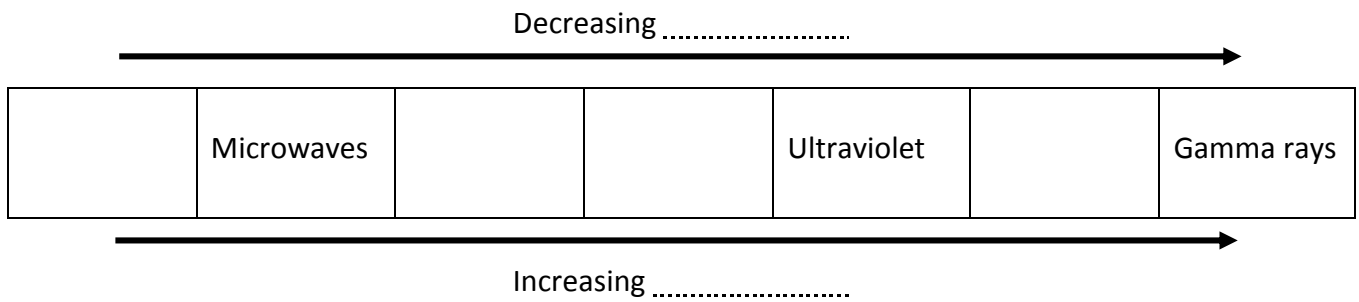 Decreasing ........................
Microwaves Ultraviolet Gamma rays
Increasing .........................